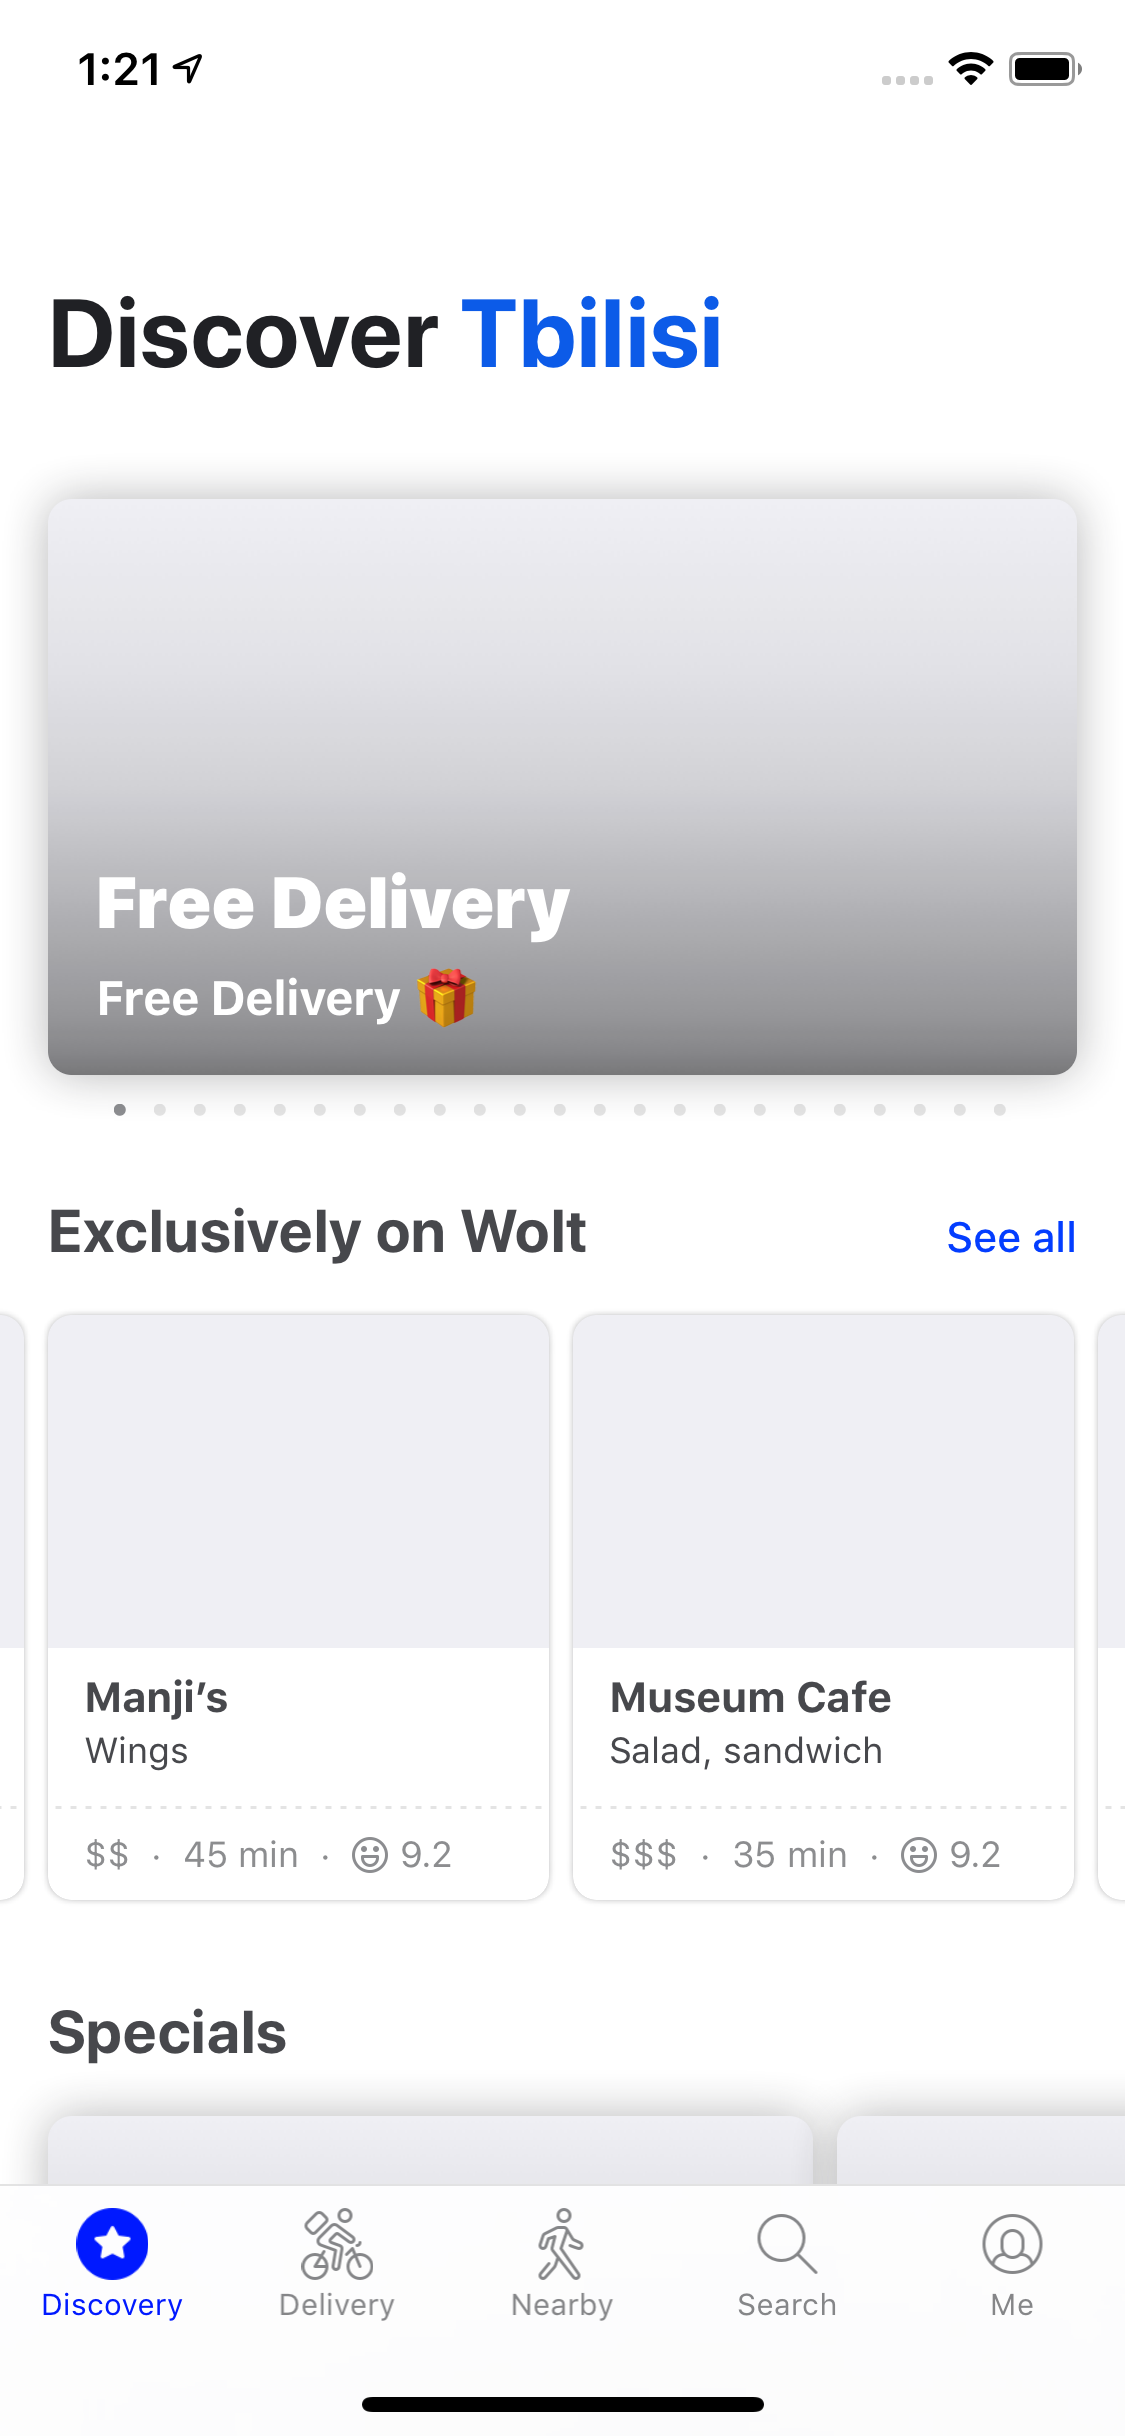 1:21
Discover Tbilisi
Free Delivery
Free Delivery 🎁
Exclusively on Wolt
See all
Manji’s
Wings
$$ · 45 min · 9.2
Museum Cafe
Salad, sandwich
$$$ · 35 min · 9.2
Specials
Discovery
Delivery
Nearby
Search
Me